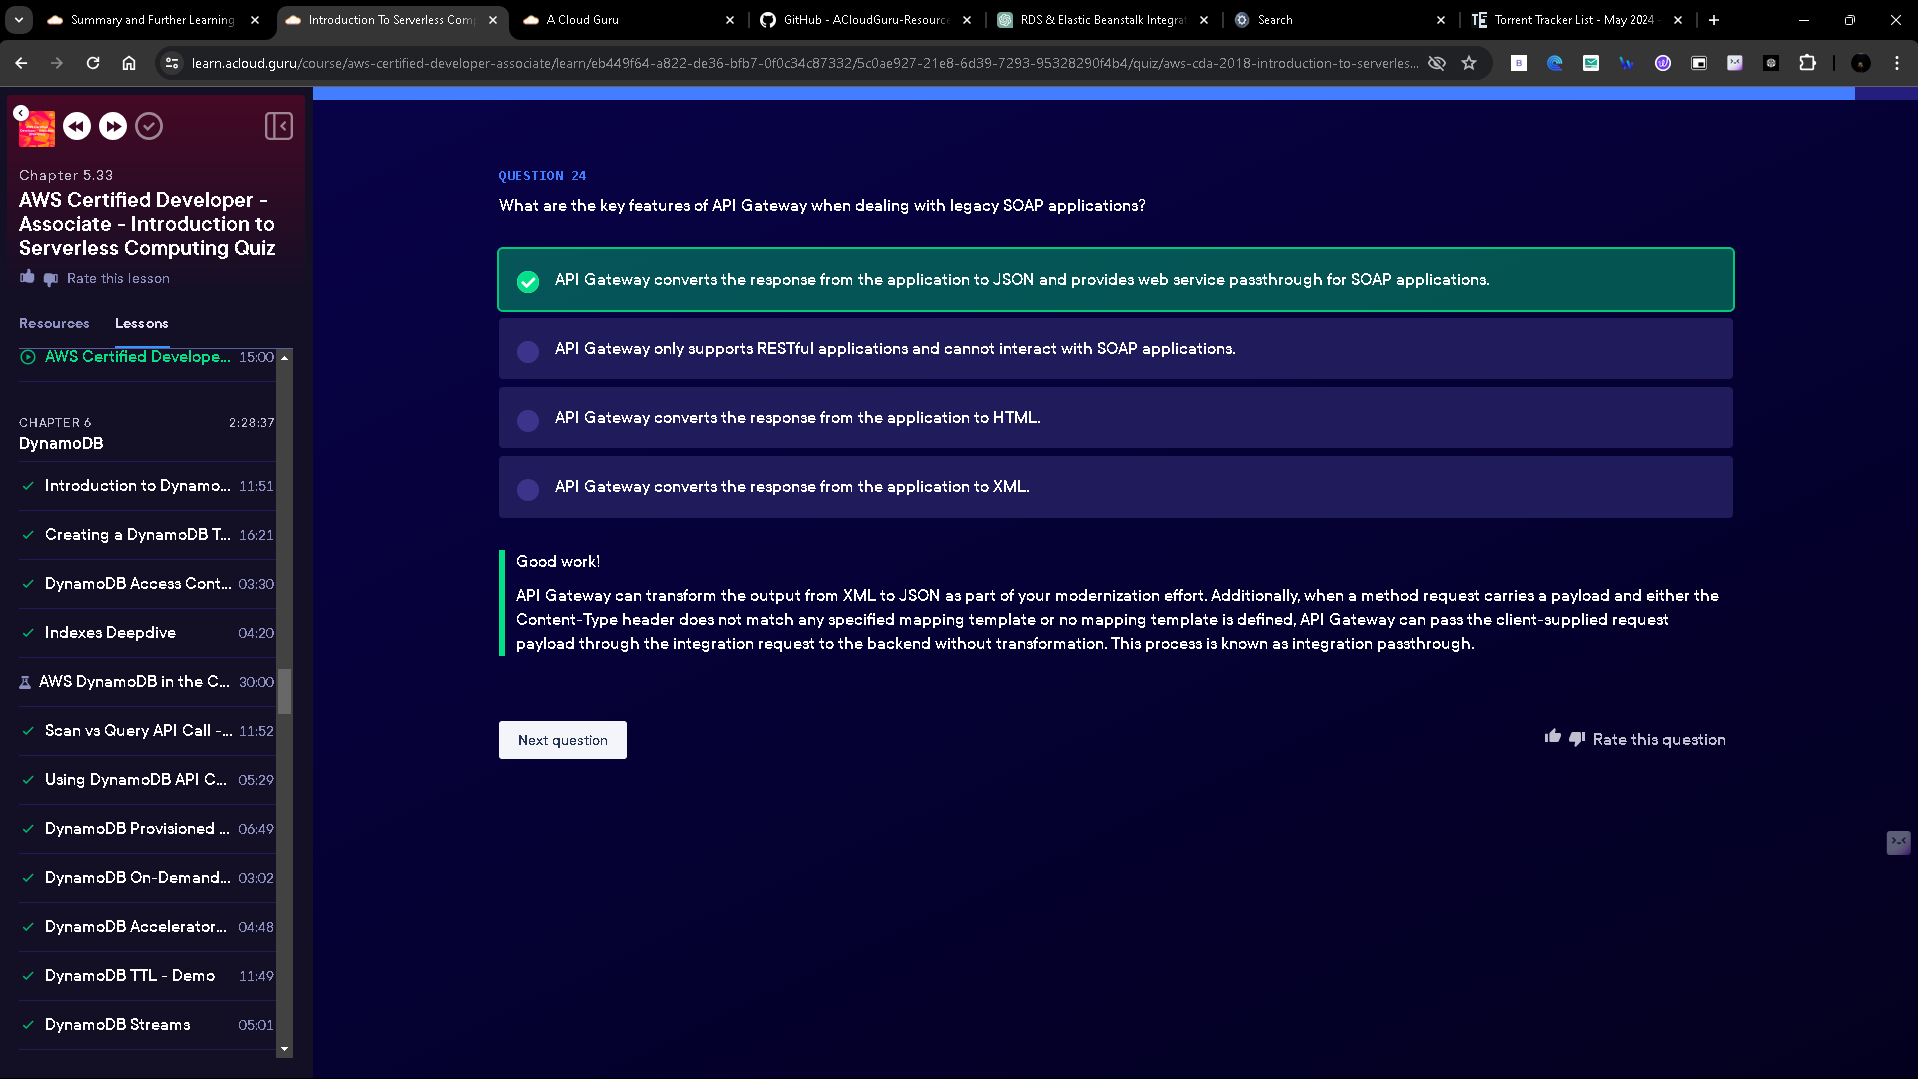 Summary and Further Learning
Introduction To Serverless Comp
A Cloud Guru
GitHub - ACloudGuru-Resource
RDS & Elastic Beanstalk Integrat
Search
Torrent Tracker List - May 2024 -
learn.acloud.guru/course/aws-certified-developer-associate/learn/eb449f64-a822-de36-bfb7-0f0c34c87332/5c0ae927-21e8-6d39-7293-95328290f4b4/quiz/aws-cda-2018-introduction-to-serverles...
Chapter 5.33
AWS Certified Developer -
Associate - Introduction to
Serverless Computing Quiz
Rate this lesson
Resources
Lessons
AWS Certified Develope... 15:00
CHAPTER 6 2:28:37
DynamoDB
Introduction to Dynamo... 11:51
Creating a DynamoDB T... 16:21
DynamoDB Access Cont... 03:30
Indexes Deepdive 04:20
AWS DynamoDB in the C... 30:00
Scan vs Query API Call -... 11:52
Using DynamoDB API C... 05:29
DynamoDB Provisioned ... 06:49
DynamoDB On-Demand... 03:02
DynamoDB Accelerator... 04:48
DynamoDB TTL - Demo 11:49
DynamoDB Streams 05:01
QUESTION 24
What are the key features of API Gateway when dealing with legacy SOAP applications?
API Gateway converts the response from the application to JSON and provides web service passthrough for SOAP applications.
API Gateway only supports RESTful applications and cannot interact with SOAP applications.
API Gateway converts the response from the application to HTML.
API Gateway converts the response from the application to XML.
Good work!
API Gateway can transform the output from XML to JSON as part of your modernization effort. Additionally, when a method request carries a payload and either the
Content-Type header does not match any specified mapping template or no mapping template is defined, API Gateway can pass the client-supplied request
payload through the integration request to the backend without transformation. This process is known as integration passthrough.
Next question
Rate this question